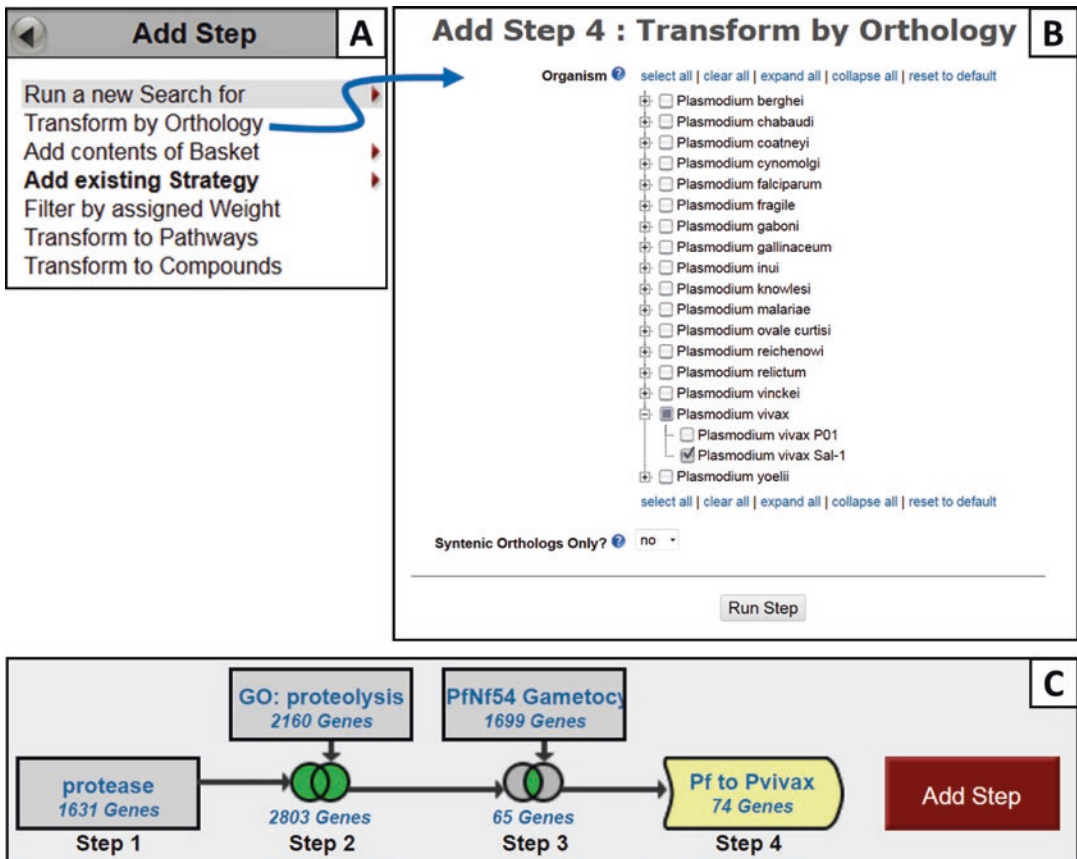 Add Step
A
Run a new Search for
Transform by Orthology
Add contents of Basket
Add existing Strategy
Filter by assigned Weight
Transform to Pathways
Transform to Compounds
Add Step 4 : Transform by Orthology
B
Organism ? select all | clear all | expand all | collapse all | reset to default
Plasmodium berghei
Plasmodium chabaudi
Plasmodium coatneyi
Plasmodium cynomolgi
Plasmodium falciparum
Plasmodium fragile
Plasmodium gaboni
Plasmodium gallinaceum
Plasmodium inui
Plasmodium knowlesi
Plasmodium malariae
Plasmodium ovale curtisi
Plasmodium reichenowi
Plasmodium relictum
Plasmodium vinckei
Plasmodium vivax
Plasmodium vivax P01
Plasmodium vivax Sal-1
Plasmodium yoelii
select all | clear all | expand all | collapse all | reset to default
Syntenic Orthologs Only? ? no
Run Step
C
GO: proteolysis
2160 Genes
PfNf54 Gametocy
1699 Genes
protease
1631 Genes
Step 1
2803 Genes
Step 2
65 Genes
Step 3
Pf to Pvivax
74 Genes
Step 4
Add Step